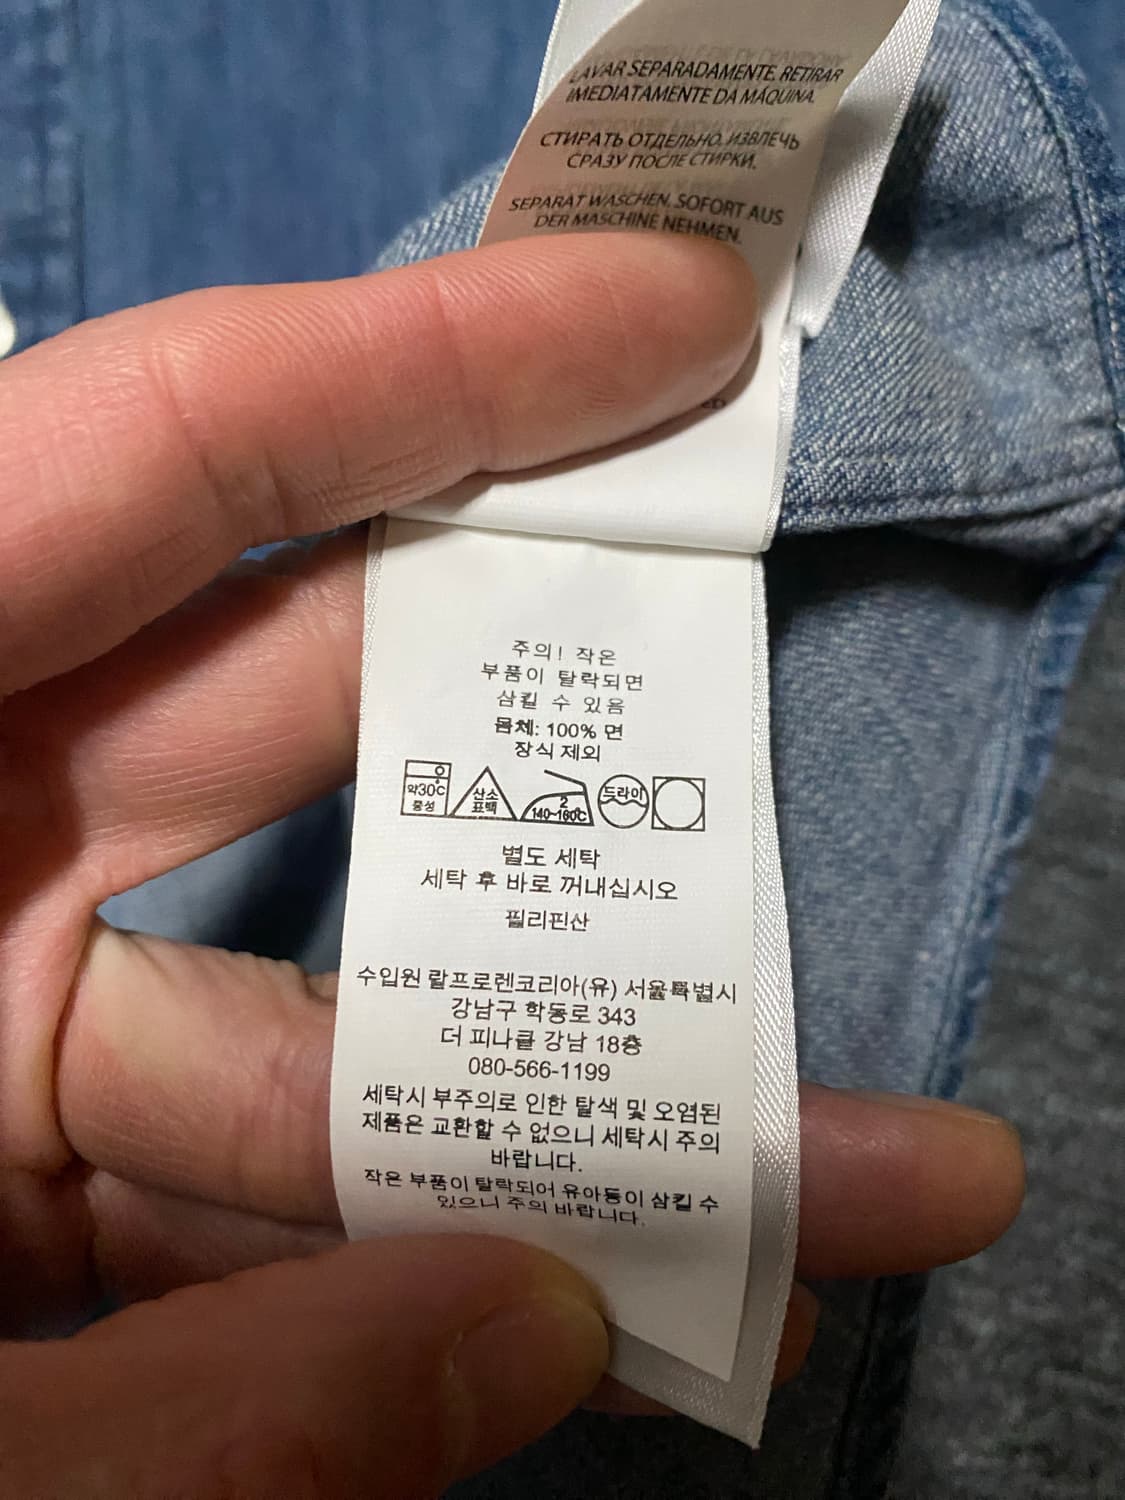 LAVAR SEPARADAMENTE. RETIRAR
IMEDIATAMENTE DA MÁQUINA.
СТИРАТЬ ОТДЕЛЬНО. ИЗВЛЕЧЬ
СРАЗУ ПОСЛЕ СТИРКИ.
SEPARAT WASCHEN. SOFORT AUS
DER MASCHINE NEHMEN.
주의! 작은
부품이 탈락되면
삼킬 수 있음
몸체: 100% 면
장식 제외
약30℃
중성
산소
표백
2
140~160℃
드라이
별도 세탁
세탁 후 바로 꺼내십시오
필리핀산
수입원 랄프로렌코리아(유) 서울특별시
강남구 학동로 343
더 피나클 강남 18층
080-566-1199
세탁시 부주의로 인한 탈색 및 오염된
제품은 교환할 수 없으니 세탁시 주의
바랍니다.
작은 부품이 탈락되어 유아등이 삼킬 수
있으니 주의 바랍니다.